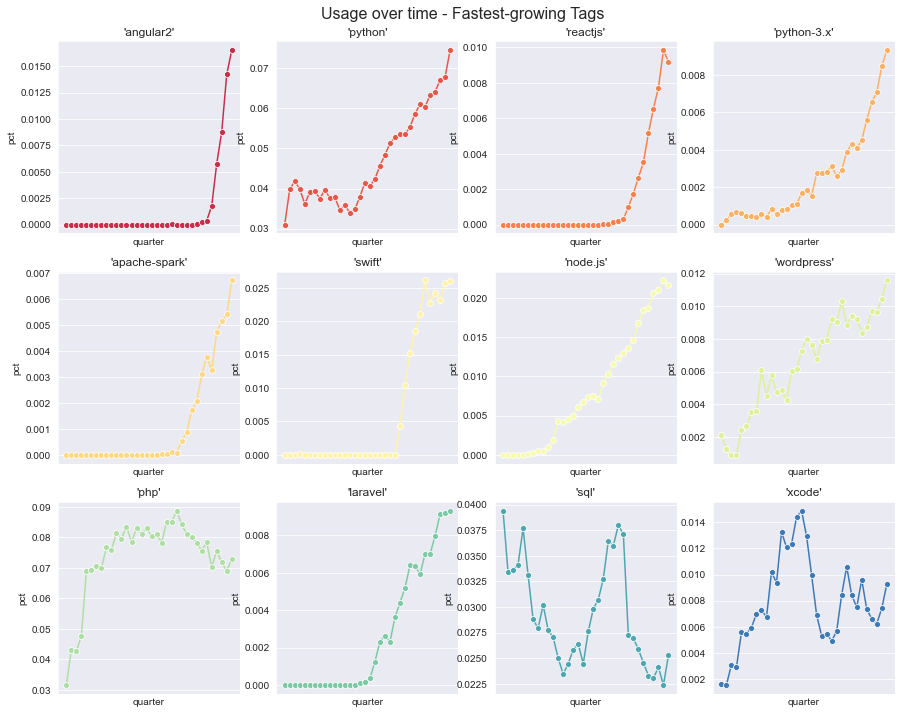 Usage over time - Fastest-growing Tags
'angular2'
0.0150
0.0125
0.0100
0.0075
0.0050
0.0025
0.0000
pct
quarter
'python'
0.07
0.06
0.05
0.04
0.03
pct
quarter
'reactjs'
0.010
0.008
0.006
0.004
0.002
0.000
pct
quarter
'python-3.x'
0.008
0.006
0.004
0.002
0.000
pct
quarter
'apache-spark'
0.007
0.006
0.005
0.004
0.003
0.002
0.001
0.000
pct
quarter
'swift'
0.025
0.020
0.015
0.010
0.005
0.000
pct
quarter
'node.js'
0.020
0.015
0.010
0.005
0.000
pct
quarter
'wordpress'
0.012
0.010
0.008
0.006
0.004
0.002
pct
quarter
'php'
0.09
0.08
0.07
0.06
0.05
0.04
0.03
pct
quarter
'laravel'
0.008
0.006
0.004
0.002
0.000
pct
quarter
'sql'
0.0400
0.0375
0.0350
0.0325
0.0300
0.0275
0.0250
0.0225
pct
quarter
'xcode'
0.014
0.012
0.010
0.008
0.006
0.004
0.002
pct
quarter